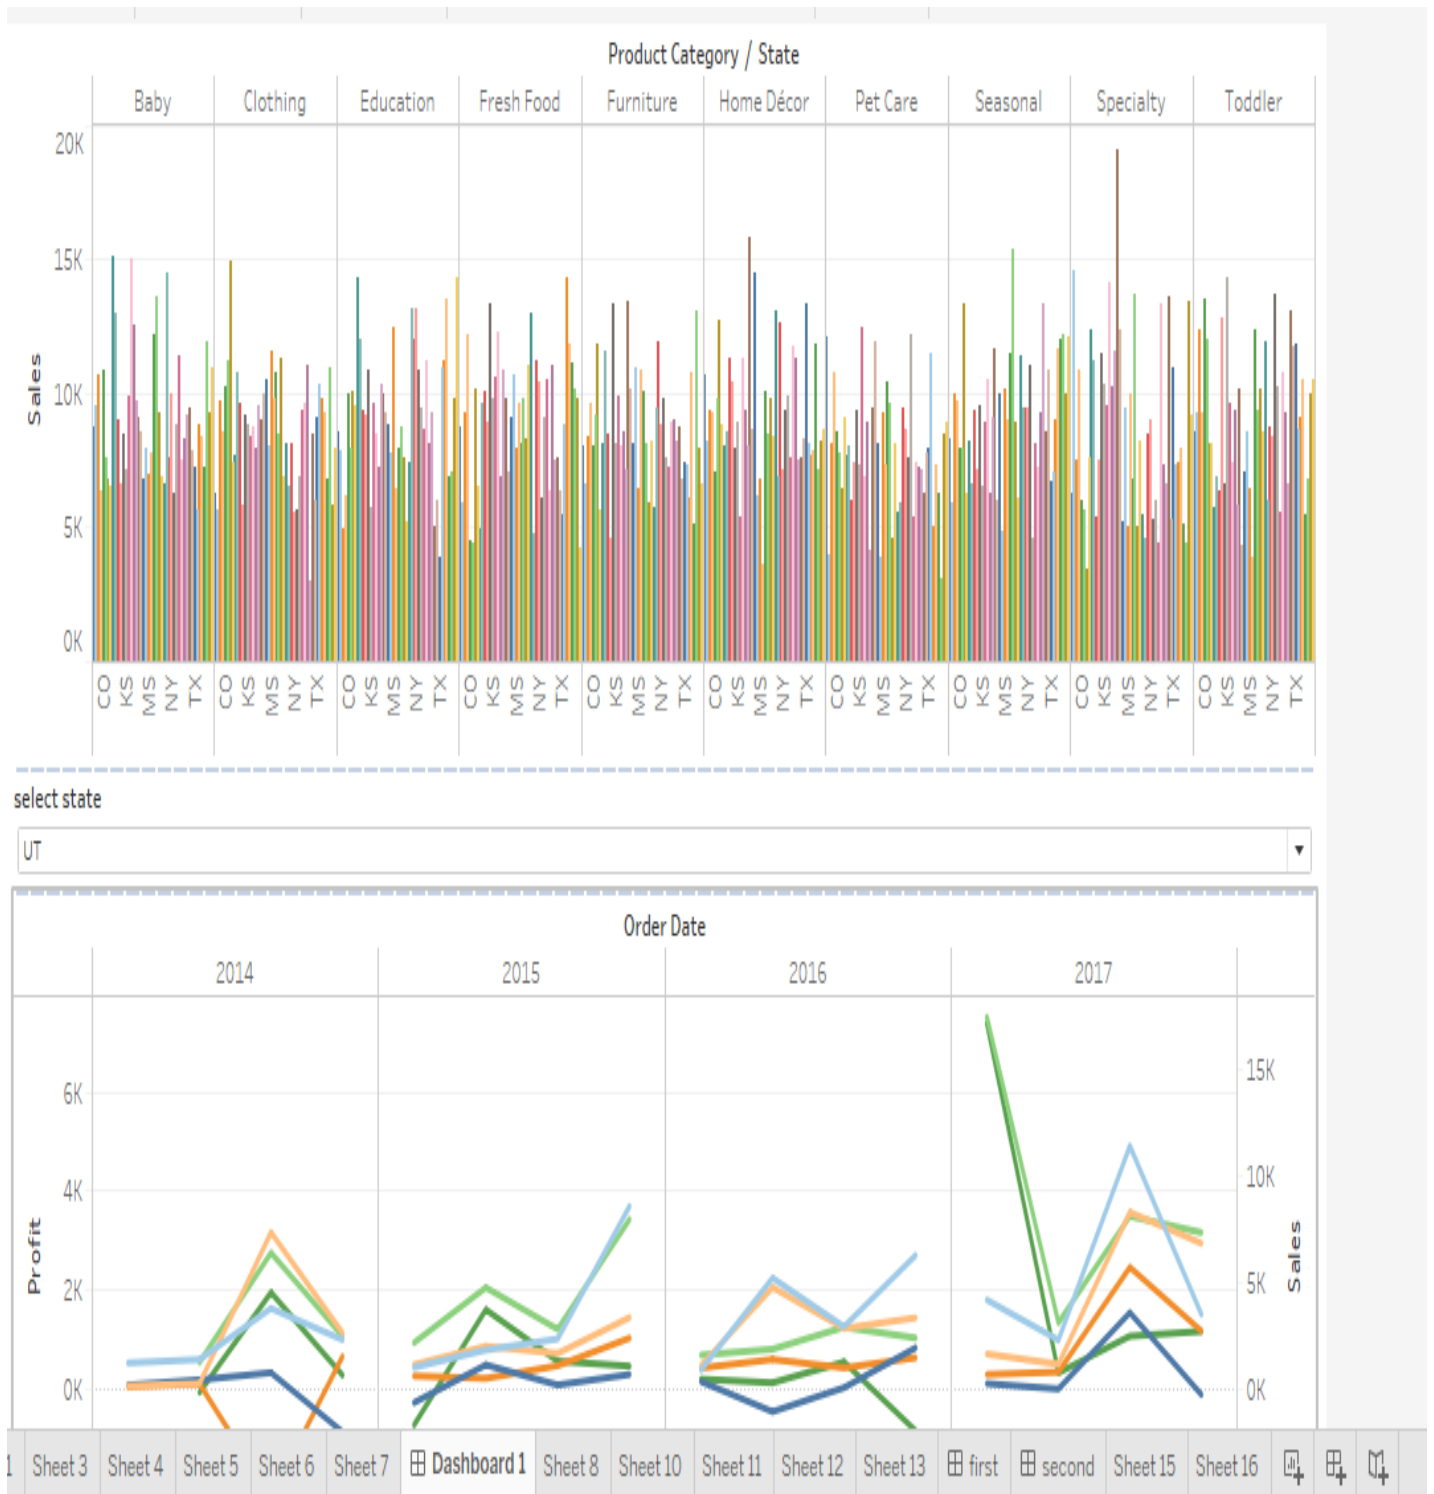 Product Category / State
Baby Clothing Education Fresh Food Furniture Home Décor Pet Care Seasonal Specialty Toddler
20K
15K
10K
5K
0K
Sales
CO KS MS NY TX CO KS MS NY TX CO KS MS NY TX CO KS MS NY TX CO KS MS NY TX CO KS MS NY TX CO KS MS NY TX CO KS MS NY TX CO KS MS NY TX CO KS MS NY TX
select state
UT
Order Date
2014 2015 2016 2017
6K
4K
2K
0K
Profit
15K
10K
5K
0K
Sales
Sheet 3 Sheet 4 Sheet 5 Sheet 6 Sheet 7 Dashboard 1 Sheet 8 Sheet 10 Sheet 11 Sheet 12 Sheet 13 first second Sheet 15 Sheet 16